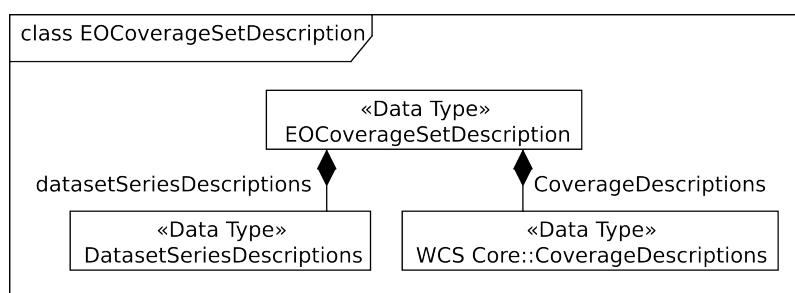 class EOCoverageSetDescription
«Data Type»
EOCoverageSetDescription
datasetSeriesDescriptions
CoverageDescriptions
«Data Type»
DatasetSeriesDescriptions
«Data Type»
WCS Core::CoverageDescriptions